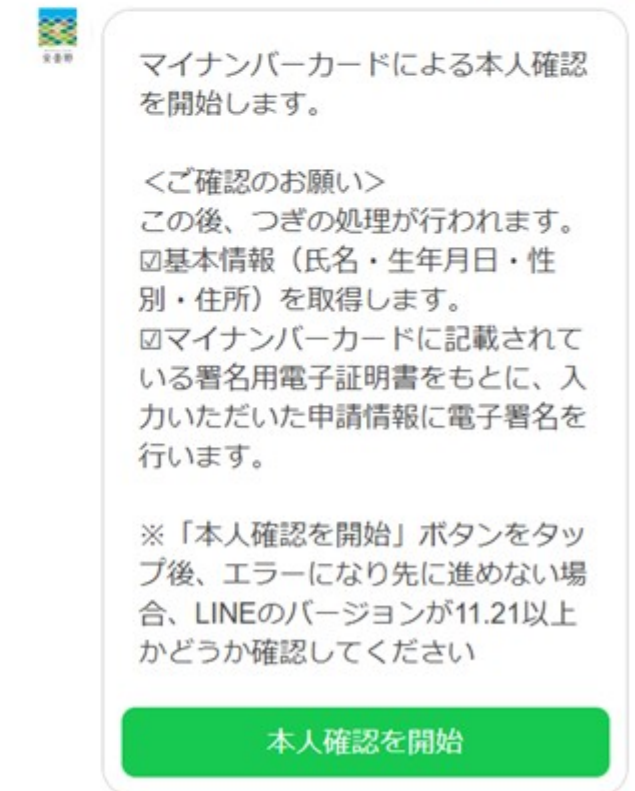 安曇野
マイナンバーカードによる本人確認
を開始します。
＜ご確認のお願い＞
この後、つぎの処理が行われます。
☑基本情報（氏名・生年月日・性
別・住所）を取得します。
☑マイナンバーカードに記載されて
いる署名用電子証明書をもとに、入
力いただいた申請情報に電子署名を
行います。
※「本人確認を開始」ボタンをタッ
プ後、エラーになり先に進めない場
合、LINEのバージョンが11.21以上
かどうか確認してください
本人確認を開始